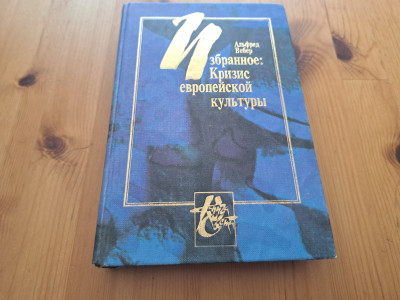 Альфред
Вебер
Избранное:
Кризис
европейской
культуры